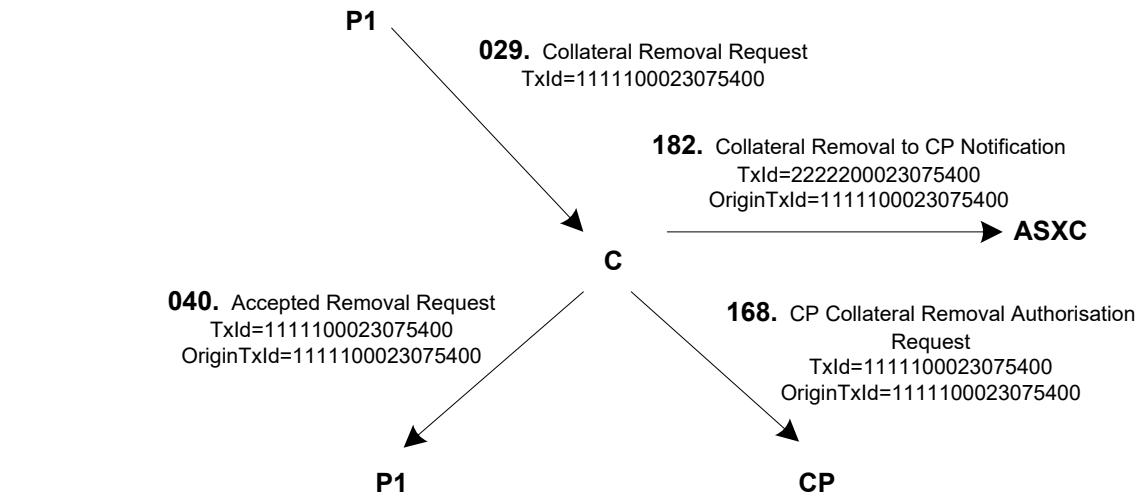 P1
029. Collateral Removal Request
TxId=1111100023075400
182. Collateral Removal to CP Notification
TxId=2222200023075400
OriginTxId=1111100023075400
ASXC
C
040. Accepted Removal Request
TxId=1111100023075400
OriginTxId=1111100023075400
168. CP Collateral Removal Authorisation
Request
TxId=1111100023075400
OriginTxId=1111100023075400
P1
CP